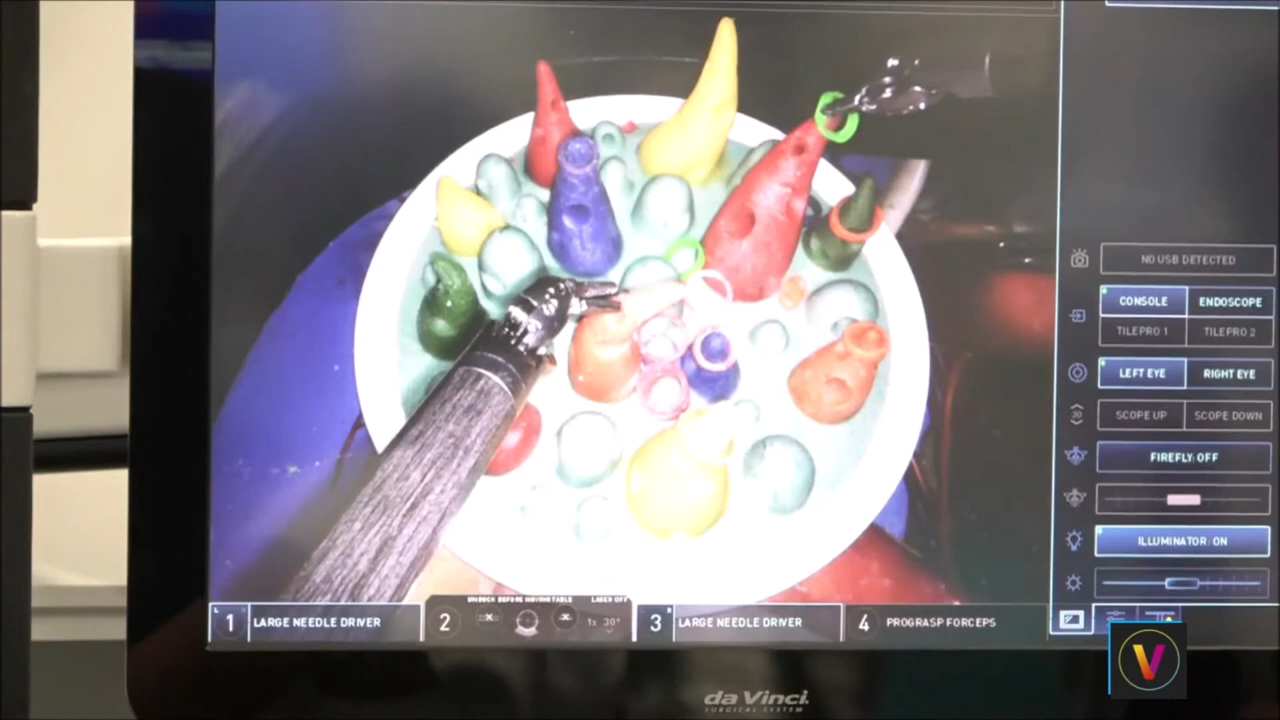 NO USB DETECTED
CONSOLE ENDOSCOPE
TILEPRO 1 TILEPRO 2
LEFT EYE RIGHT EYE
30
SCOPE UP SCOPE DOWN
FIREFLY: OFF
ILLUMINATOR: ON
UNDOCK BEFORE MOVING TABLE LASER OFF
1 LARGE NEEDLE DRIVER 2 1x 30° 3 LARGE NEEDLE DRIVER 4 PROGRASP FORCEPS
V
da Vinci.
SURGICAL SYSTEM